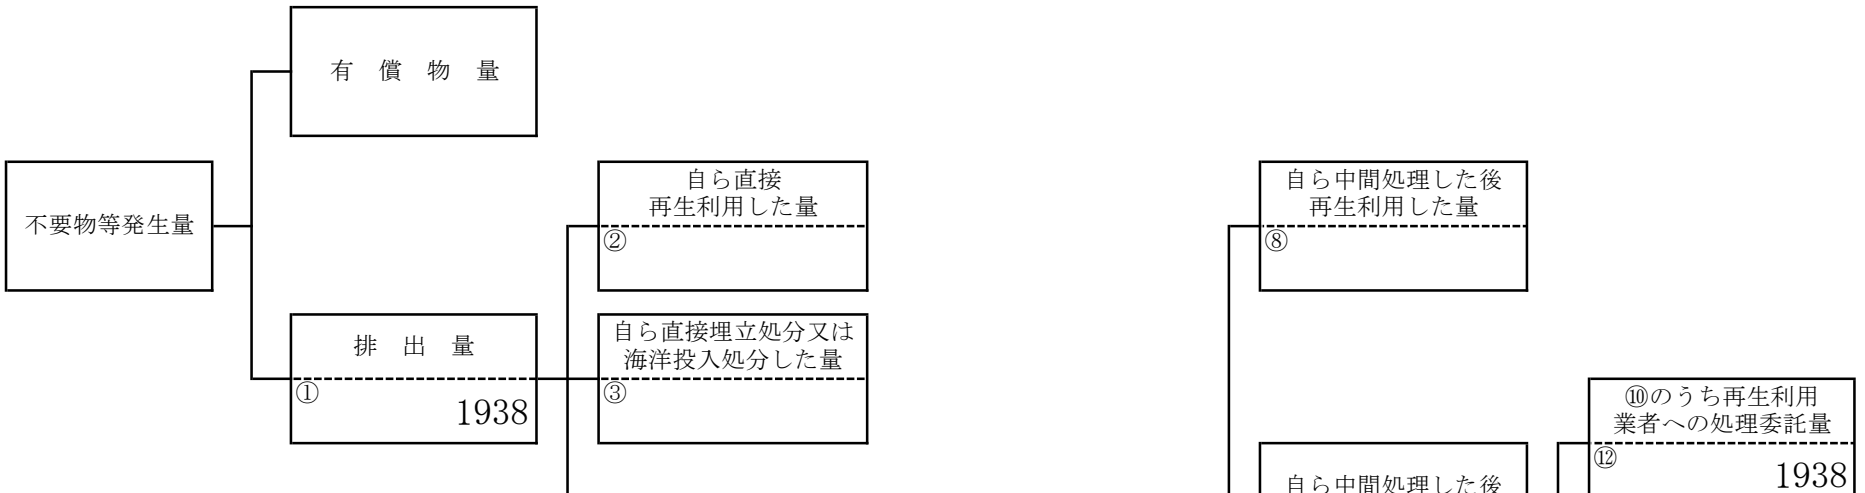 有 償 物 量
不要物等発生量
自ら直接
再生利用した量
②
自ら中間処理した後
再生利用した量
⑧
排 出 量
①
1938
自ら直接埋立処分又は
海洋投入処分した量
③
⑩のうち再生利用
業者への処理委託量
⑫
1938
自ら中間処理した後